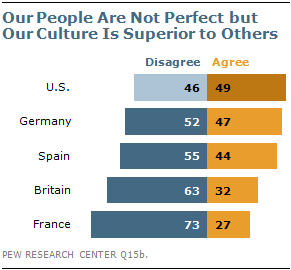 Our People Are Not Perfect but
Our Culture Is Superior to Others
Disagree Agree
U.S. 46 49
Germany 52 47
Spain 55 44
Britain 63 32
France 73 27
PEW RESEARCH CENTER Q15b.